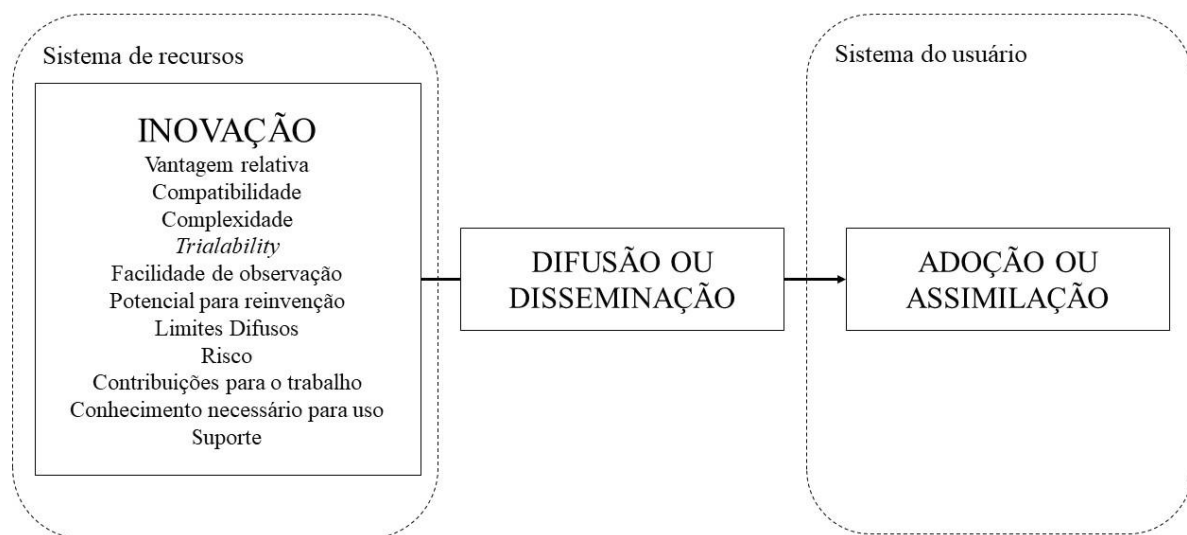 Sistema de recursos
INOVAÇÃO
Vantagem relativa
Compatibilidade
Complexidade
Trialability
Facilidade de observação
Potencial para reinvenção
Limites Difusos
Risco
Contribuições para o trabalho
Conhecimento necessário para uso
Suporte
DIFUSÃO OU
DISSEMINAÇÃO
Sistema do usuário
ADOÇÃO OU
ASSIMILAÇÃO